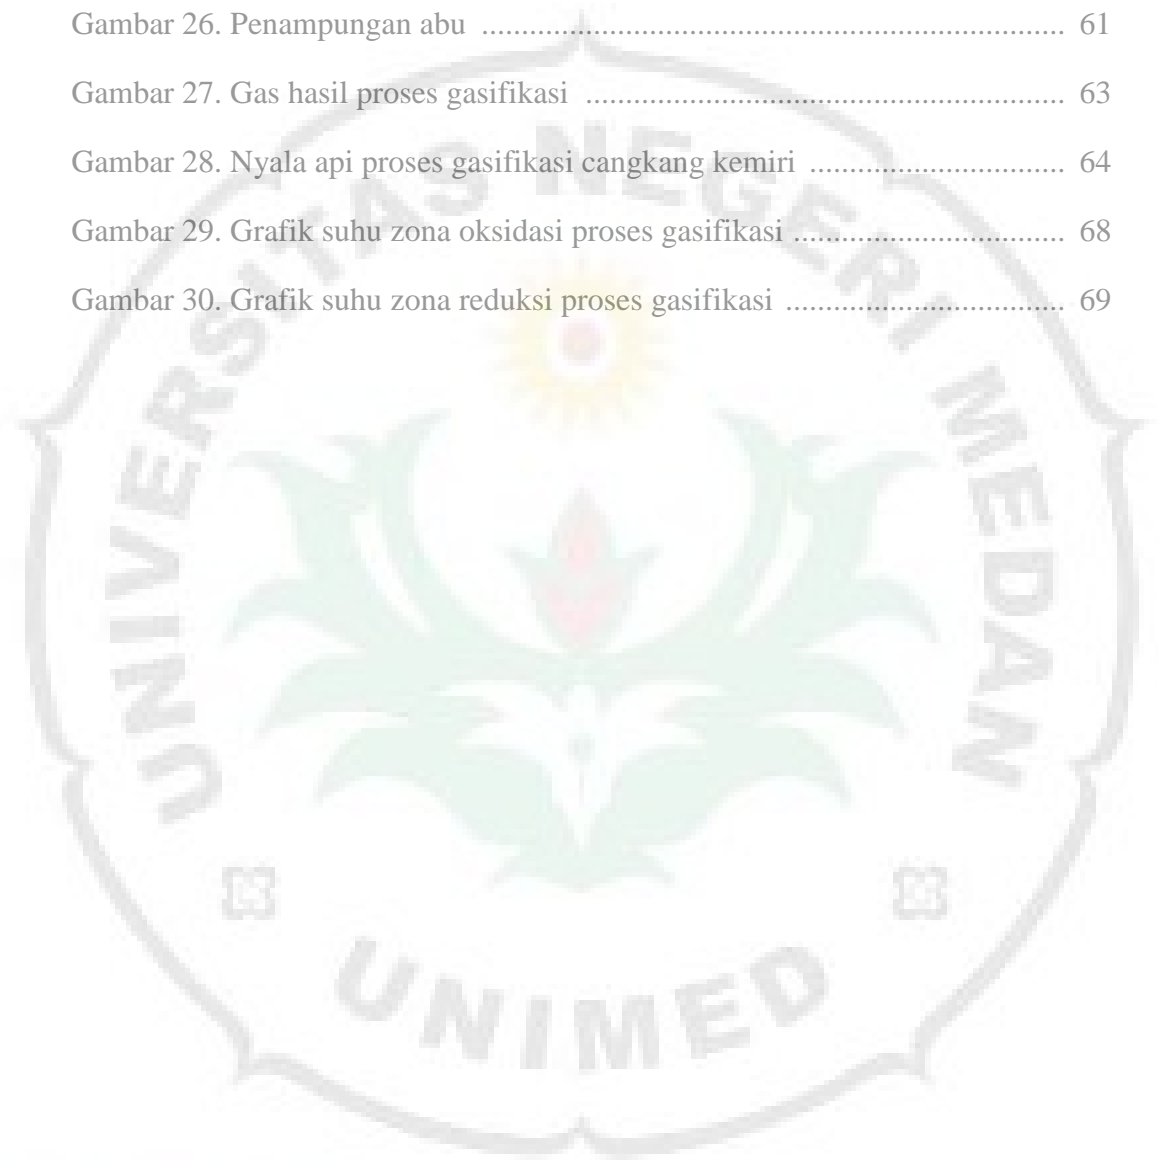 Gambar 26. Penampungan abu ........................................................................ 61
Gambar 27. Gas hasil proses gasifikasi ........................................................... 63
Gambar 28. Nyala api proses gasifikasi cangkang kemiri ................................ 64
Gambar 29. Grafik suhu zona oksidasi proses gasifikasi .................................. 68
Gambar 30. Grafik suhu zona reduksi proses gasifikasi ................................... 69
UNIVERSITAS NEGERI MEDAN
UNIMED